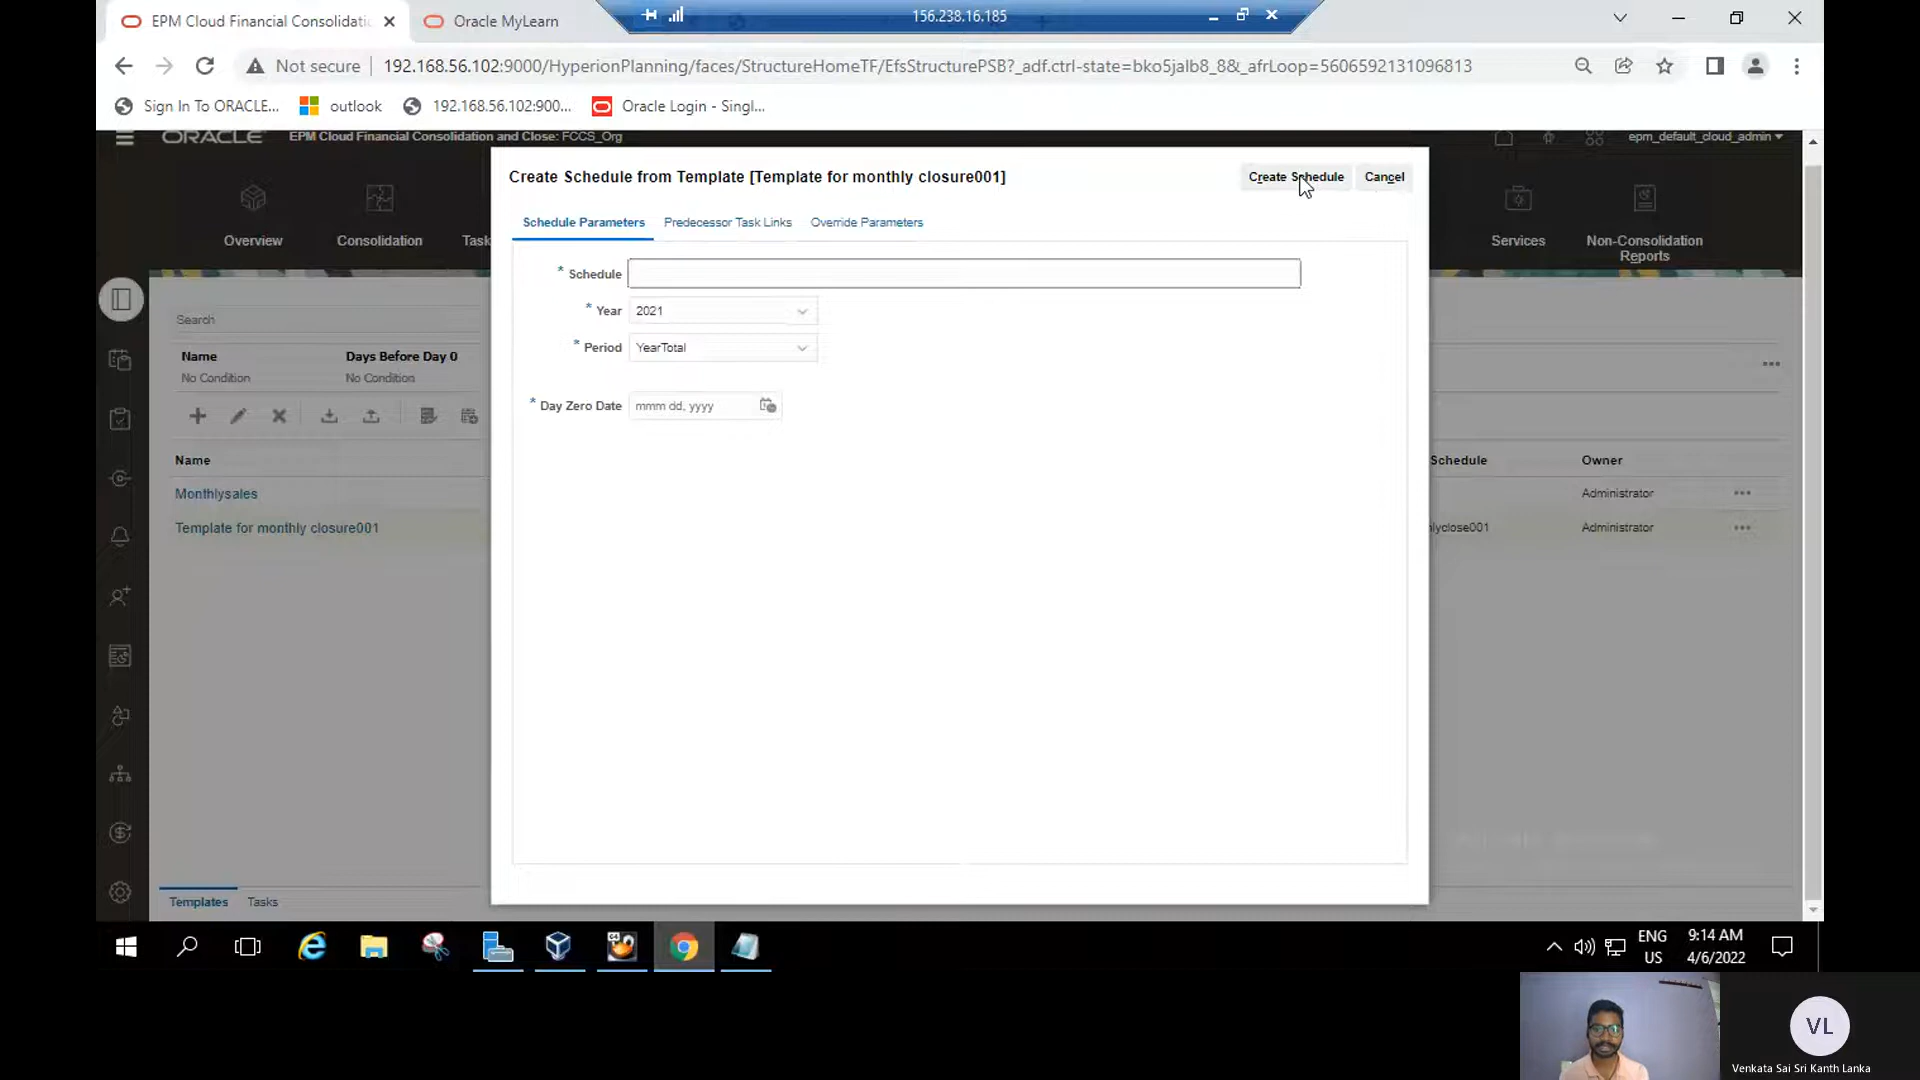 EPM Cloud Financial Consolidati
Oracle MyLearn
156.238.16.185
Not secure
192.168.56.102:9000/HyperionPlanning/faces/StructureHomeTF/EfsStructurePSB?_adf.ctrl-state=bko5jalb8_8&_afrLoop=5606592131096813
Sign In To ORACLE...
outlook
192.168.56.102:900...
Oracle Login - Singl...
ORACLE
EPM Cloud Financial Consolidation and Close: FCCS_Org
epm_default_cloud_admin
Create Schedule from Template [Template for monthly closure001]
Create Schedule
Cancel
Schedule Parameters
Predecessor Task Links
Override Parameters
Overview
Consolidation
Task
Services
Non-Consolidation
Reports
* Schedule
* Year
2021
* Period
YearTotal
* Day Zero Date
mmm dd, yyyy
Search
Name
Days Before Day 0
No Condition
No Condition
Name
Schedule
Owner
Monthlysales
Administrator
Template for monthly closure001
nlyclose001
Administrator
Templates
Tasks
ENG
US
9:14 AM
4/6/2022
VL
Venkata Sai Sri Kanth Lanka